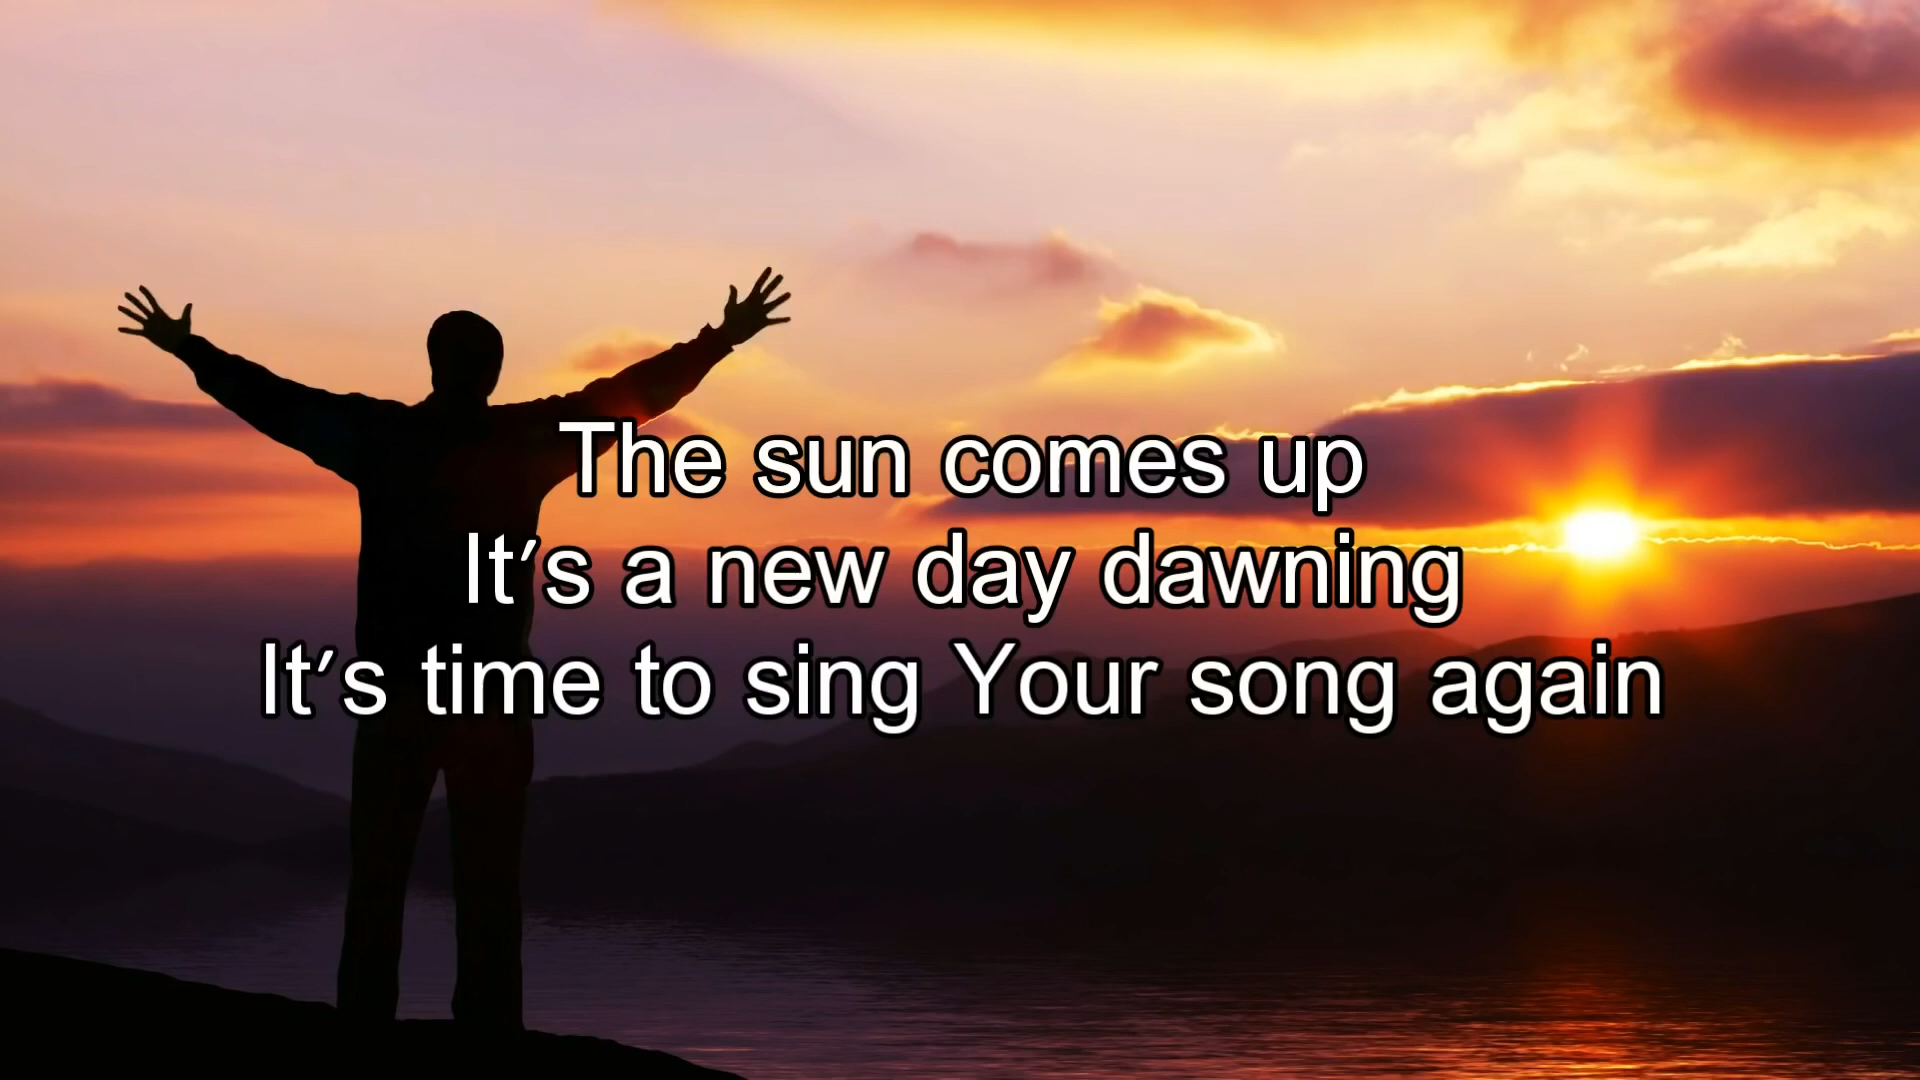 The sun comes up
It's a new day dawning
It's time to sing Your song again